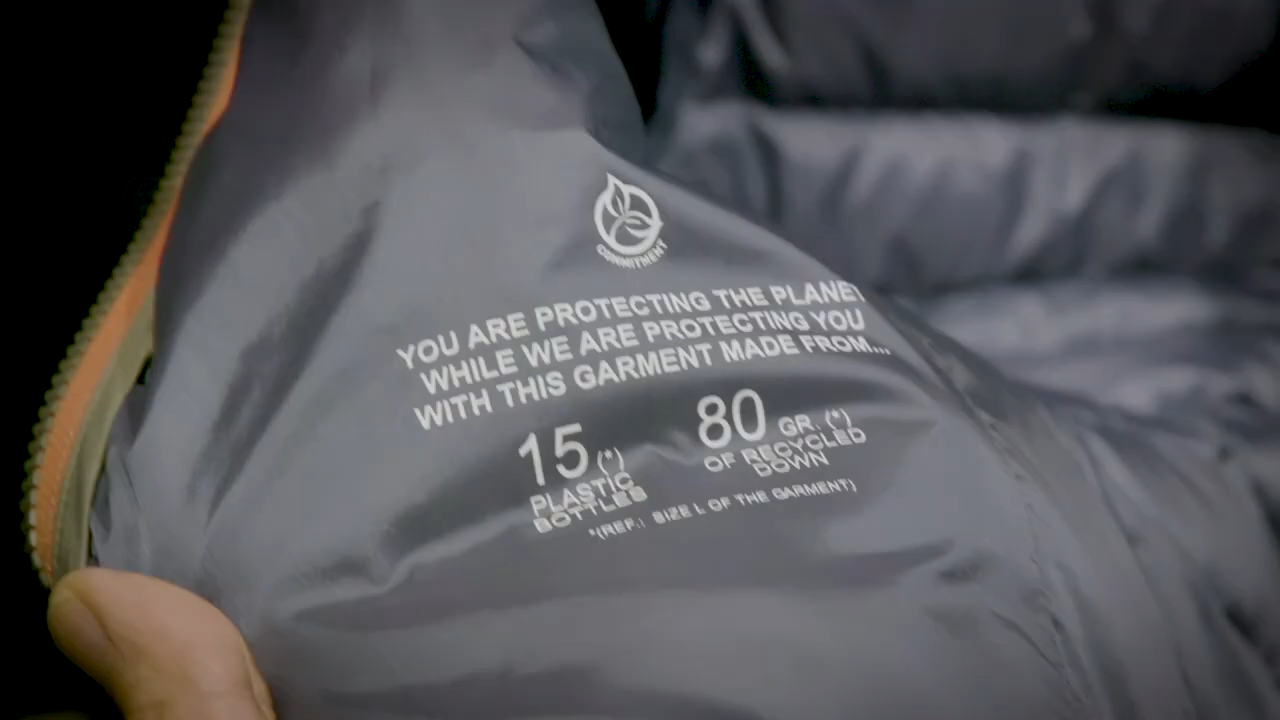 COMMITMENT
YOU ARE PROTECTING THE PLANET
WHILE WE ARE PROTECTING YOU
WITH THIS GARMENT MADE FROM...
15(*) 80 GR. (*)
PLASTIC OF RECYCLED
BOTTLES DOWN
*(REF.: SIZE L OF THE GARMENT)